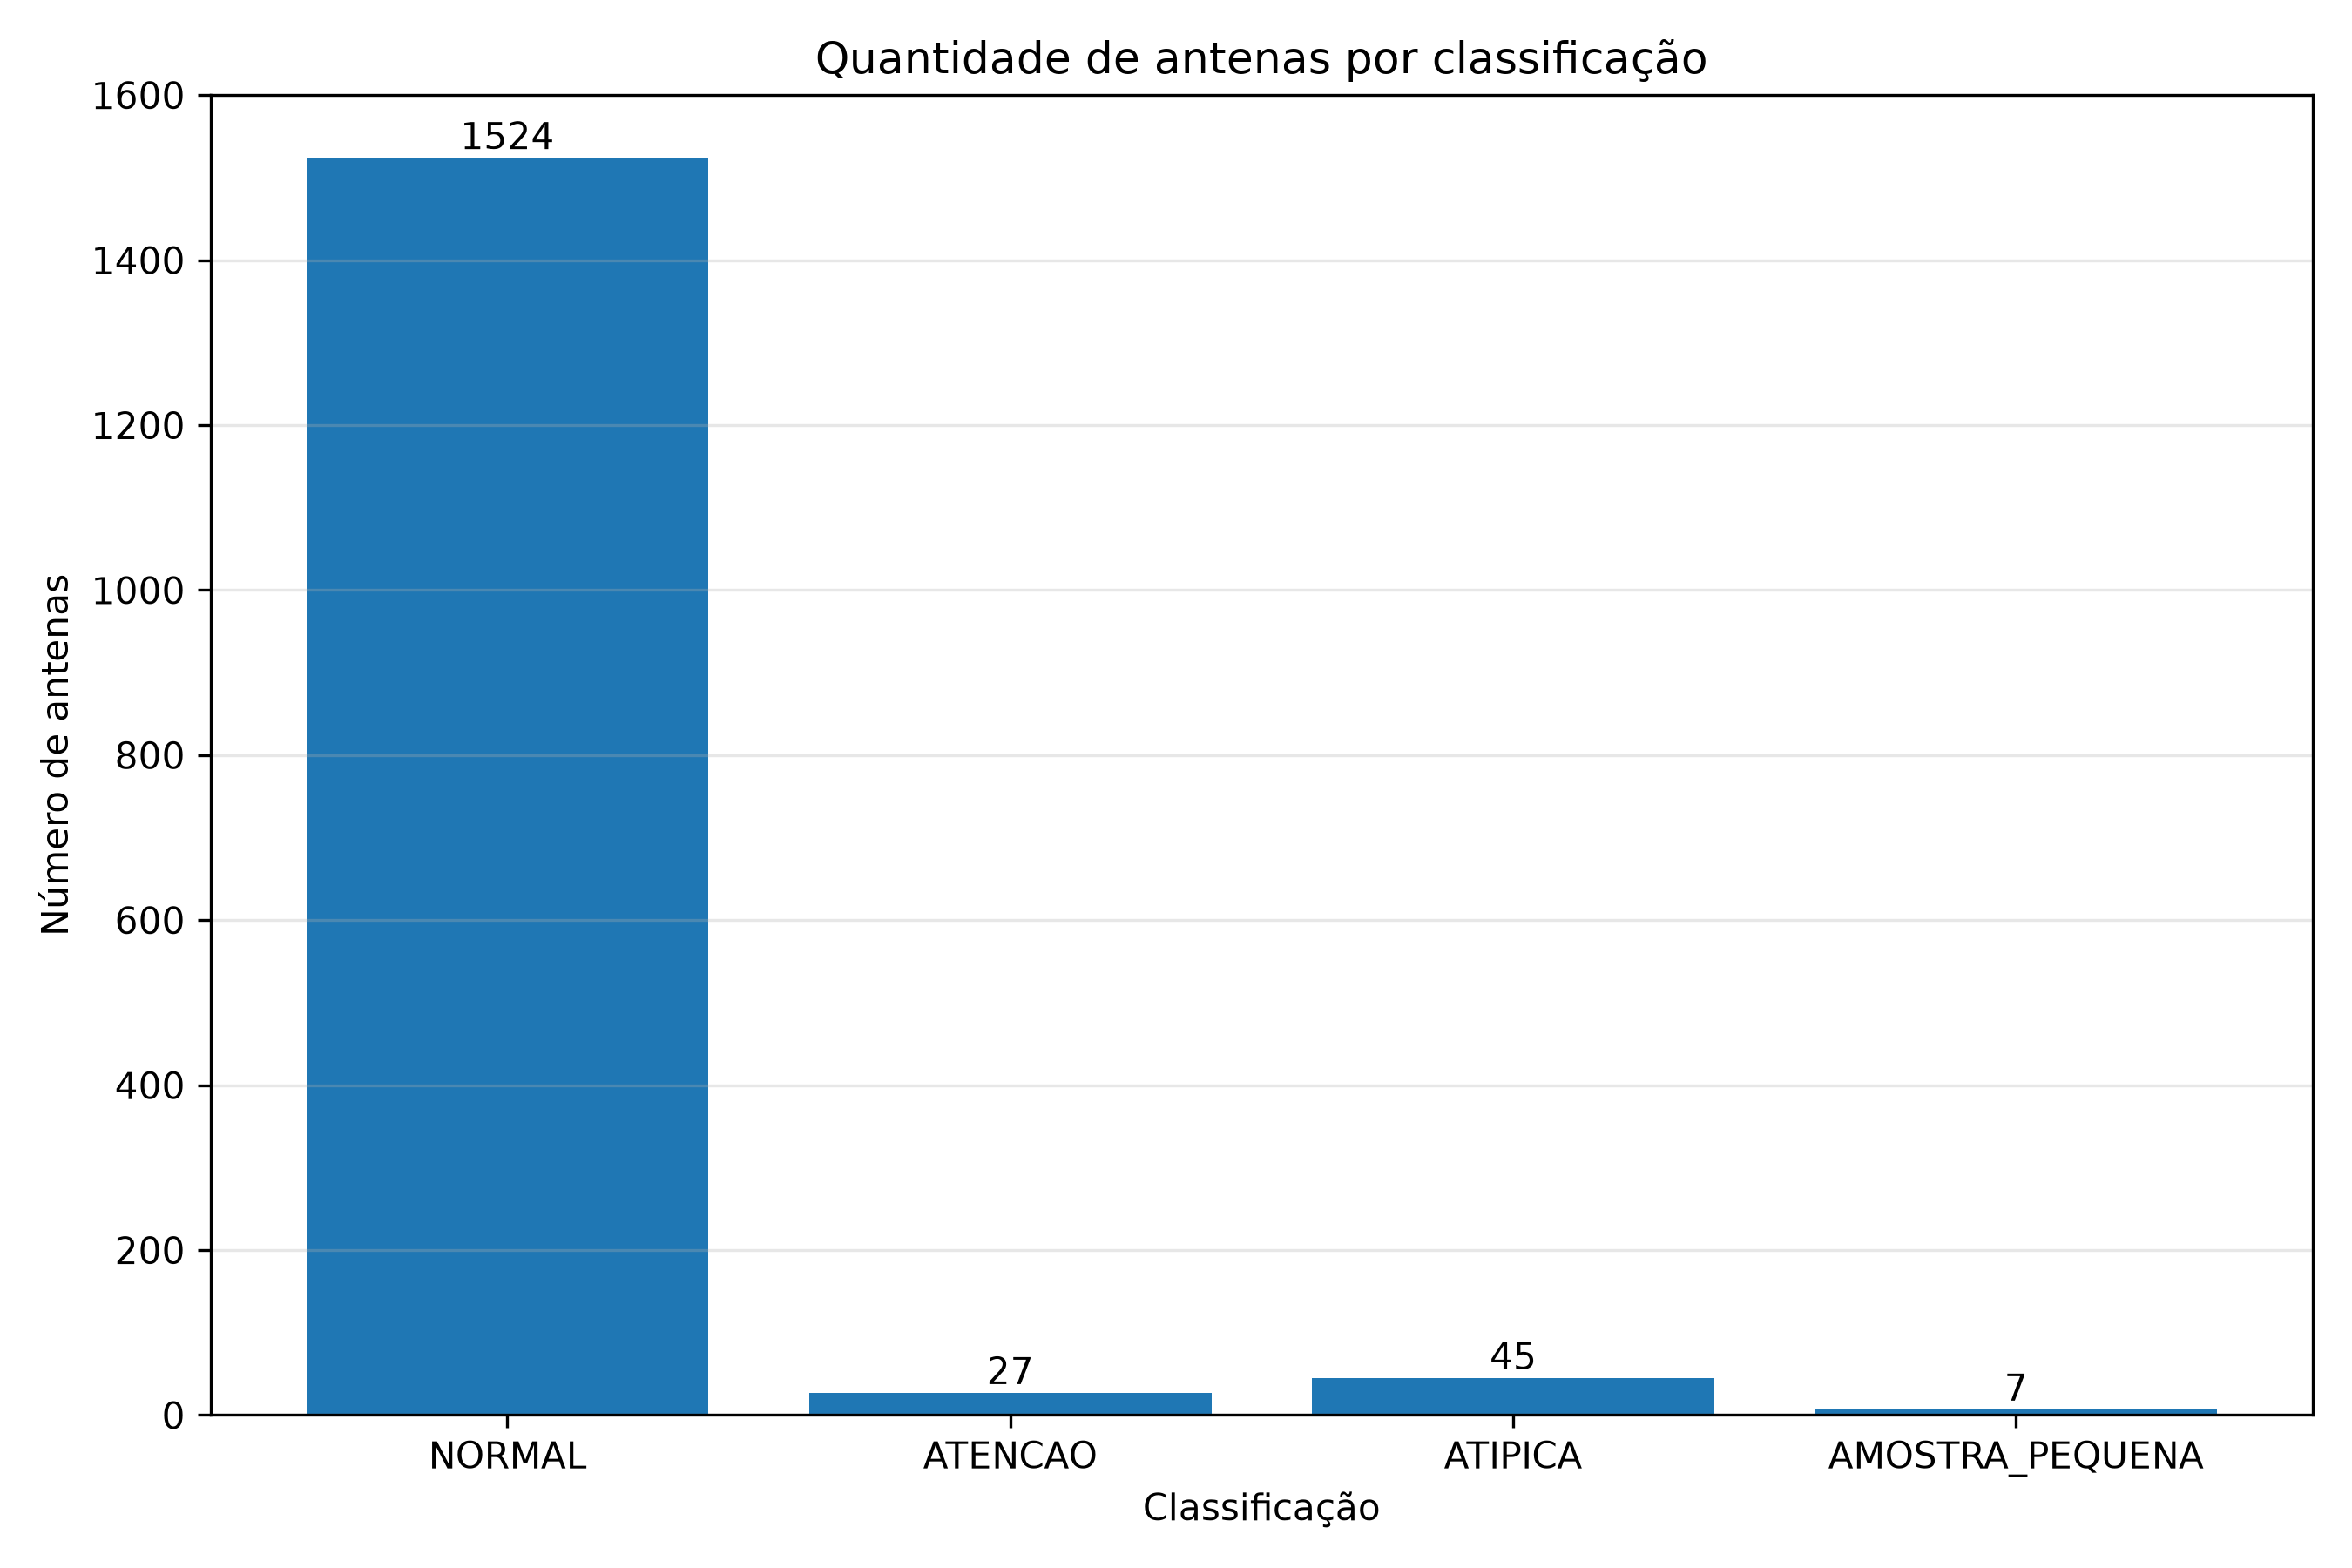 Quantidade de antenas por classificação
1600
1400
1200
1000
800
600
400
200
0
Número de antenas
1524
27
45
7
NORMAL
ATENCAO
ATIPICA
AMOSTRA_PEQUENA
Classificação